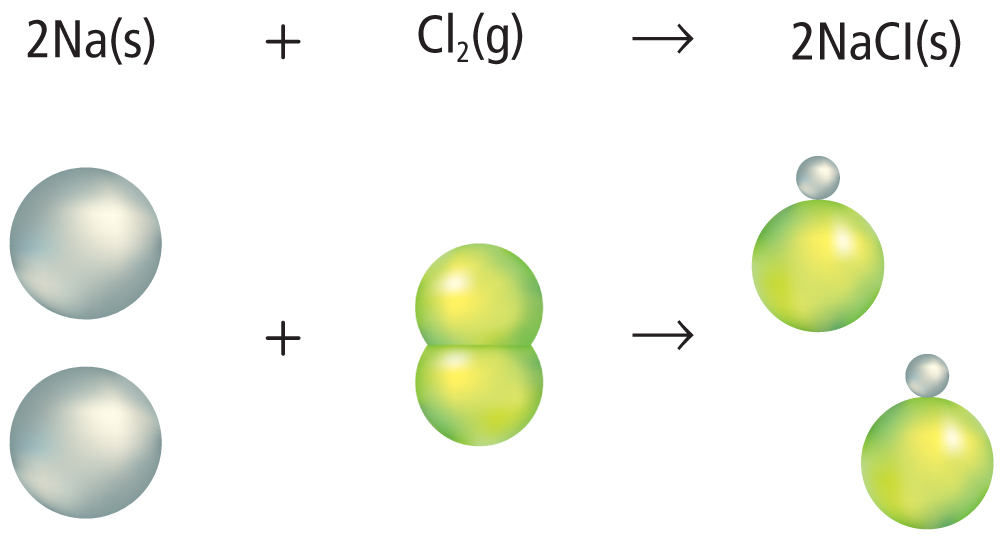 2Na(s) + Cl₂(g) → 2NaCl(s)
+ →